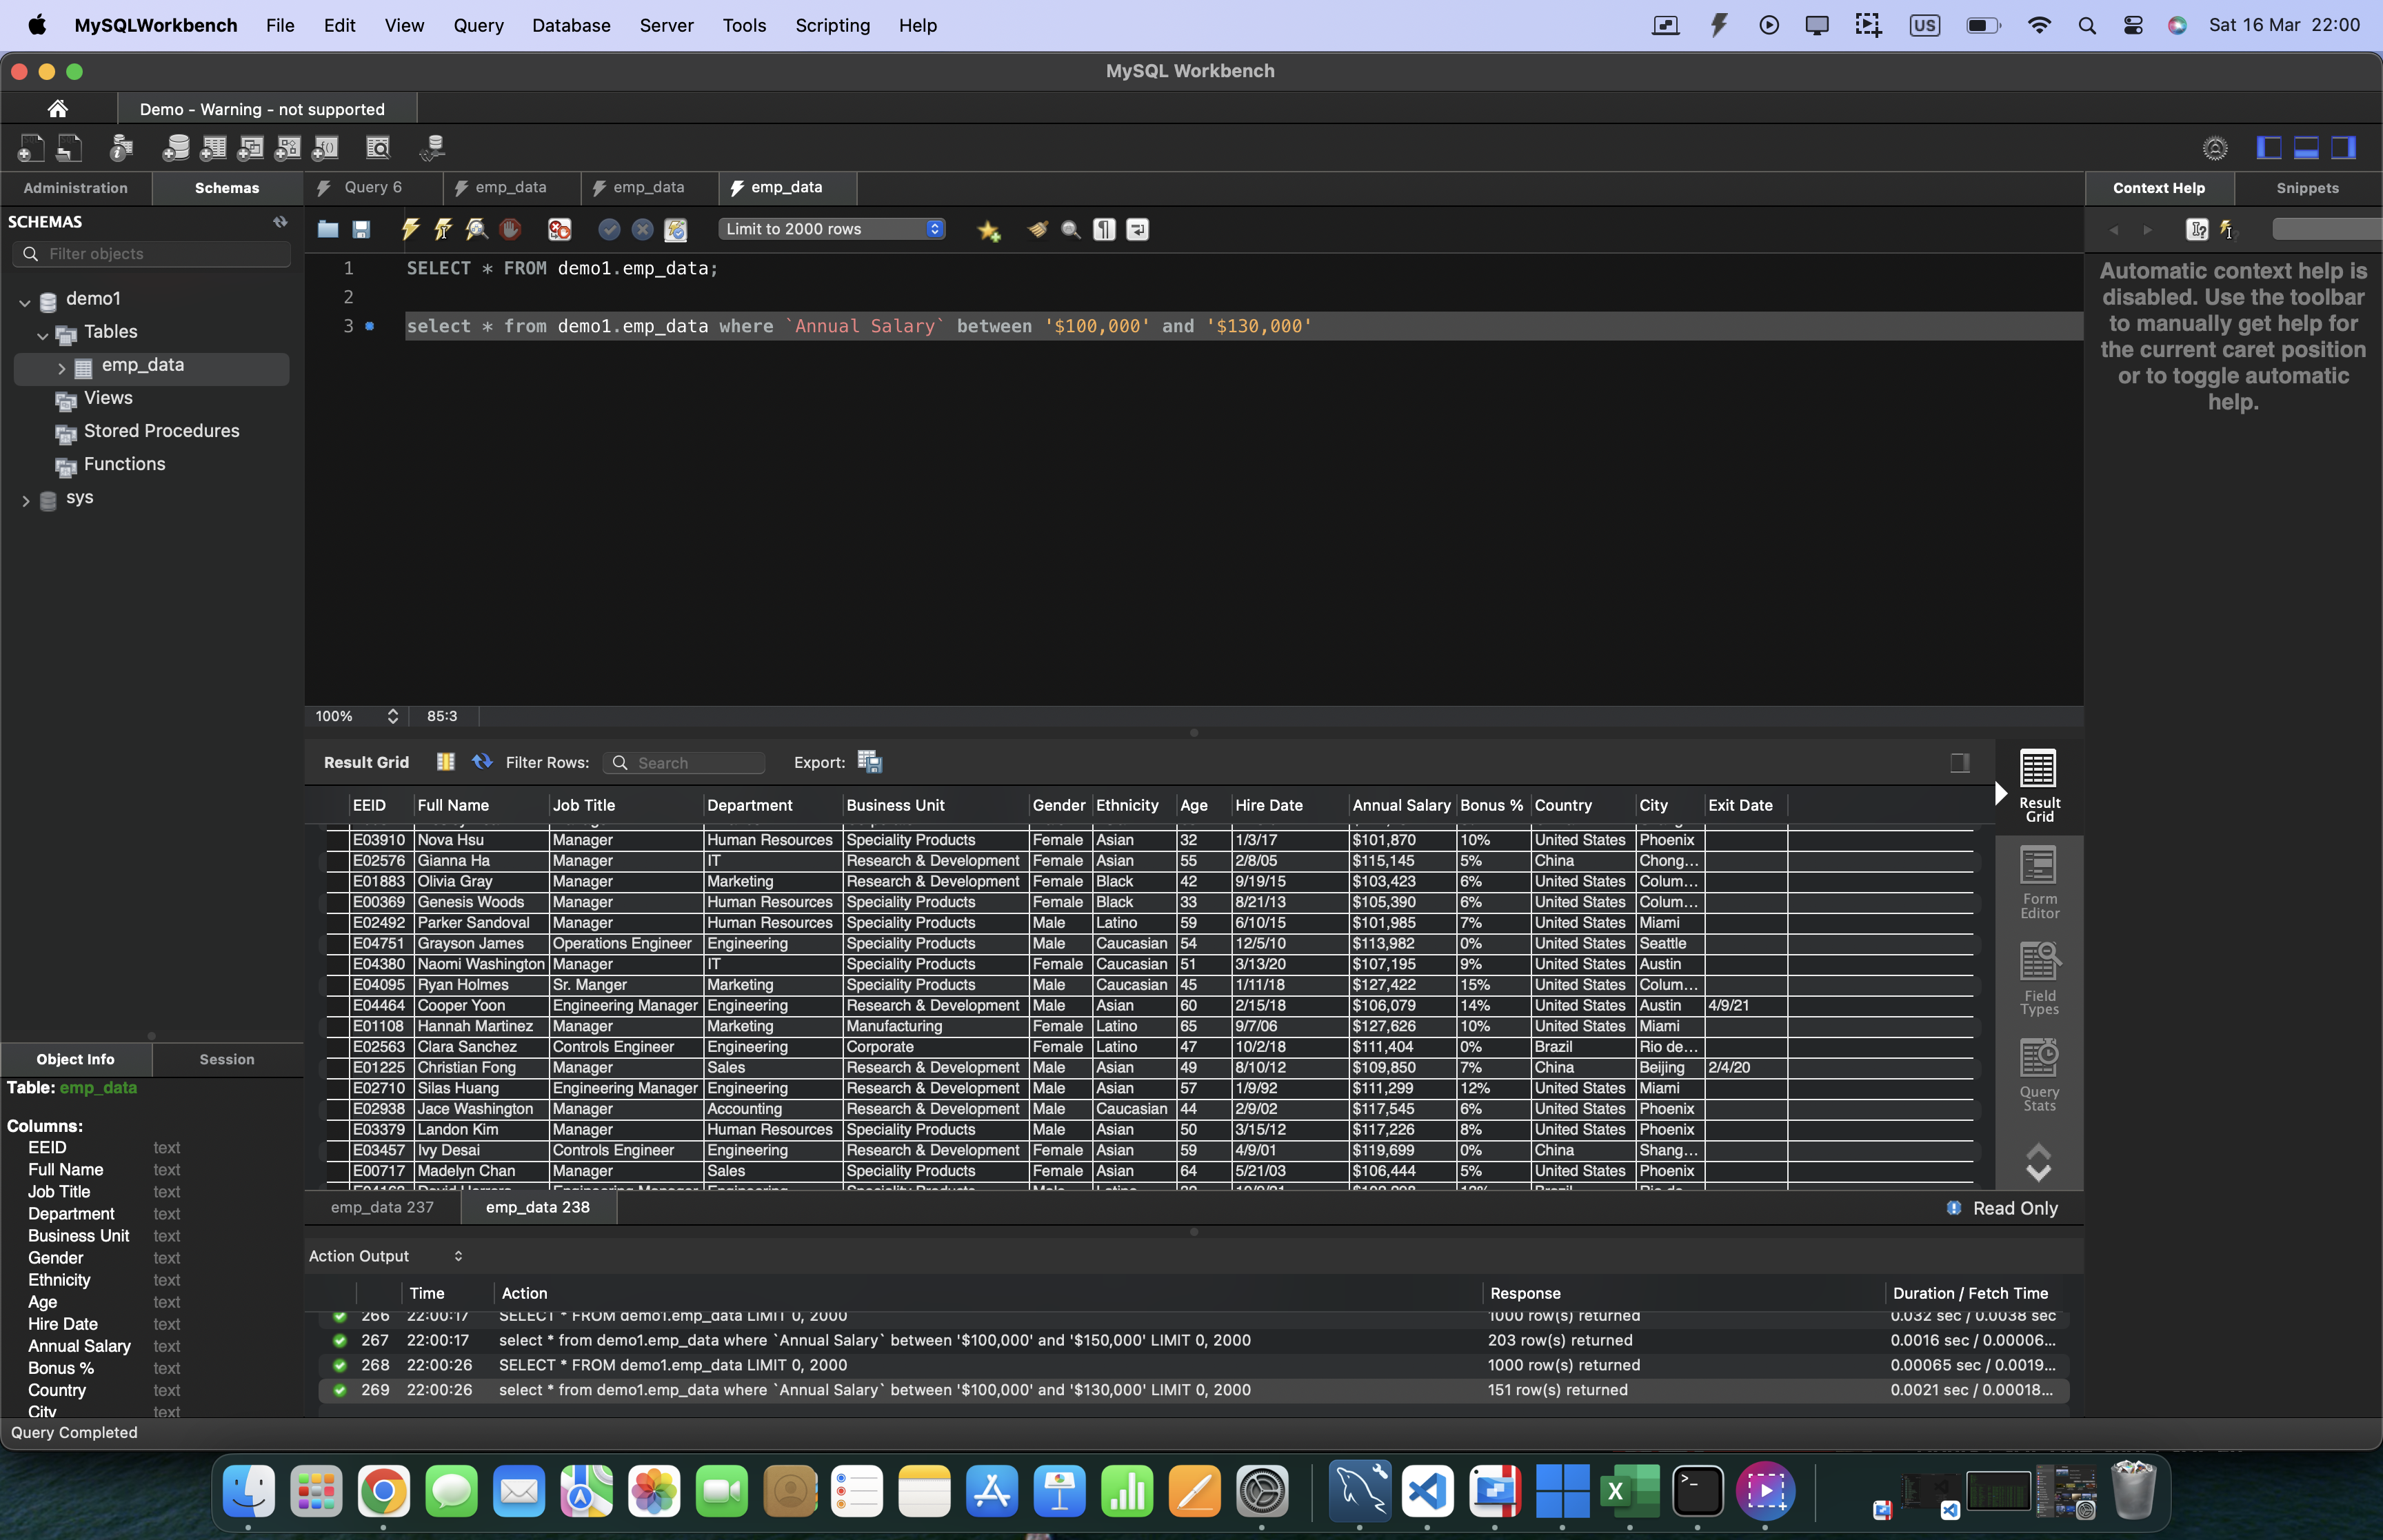 MySQLWorkbench File Edit View Query Database Server Tools Scripting Help US Sat 16 Mar 22:00
MySQL Workbench
Demo - Warning - not supported
Administration Schemas
Query 6 emp_data emp_data emp_data
Context Help Snippets
SCHEMAS
Filter objects
demo1
Tables
emp_data
Views
Stored Procedures
Functions
sys
Limit to 2000 rows
1 SELECT * FROM demo1.emp_data;
2
3 select * from demo1.emp_data where `Annual Salary` between '$100,000' and '$130,000'
Automatic context help is
disabled. Use the toolbar
to manually get help for
the current caret position
or to toggle automatic
help.
100% 85:3
Result Grid Filter Rows: Search Export:
EEID Full Name Job Title Department Business Unit Gender Ethnicity Age Hire Date Annual Salary Bonus % Country City Exit Date
E03910 Nova Hsu Manager Human Resources Speciality Products Female Asian 32 1/3/17 $101,870 10% United States Phoenix
E02576 Gianna Ha Manager IT Research & Development Female Asian 55 2/8/05 $115,145 5% China Chong...
E01883 Olivia Gray Manager Marketing Research & Development Female Black 42 9/19/15 $103,423 6% United States Colum...
E00369 Genesis Woods Manager Human Resources Speciality Products Female Black 33 8/21/13 $105,390 6% United States Colum...
E02492 Parker Sandoval Manager Human Resources Speciality Products Male Latino 59 6/10/15 $101,985 7% United States Miami
E04751 Grayson James Operations Engineer Engineering Speciality Products Male Caucasian 54 12/5/10 $113,982 0% United States Seattle
E04380 Naomi Washington Manager IT Speciality Products Female Caucasian 51 3/13/20 $107,195 9% United States Austin
E04095 Ryan Holmes Sr. Manger Marketing Speciality Products Male Caucasian 45 1/11/18 $127,422 15% United States Colum...
E04464 Cooper Yoon Engineering Manager Engineering Research & Development Male Asian 60 2/15/18 $106,079 14% United States Austin 4/9/21
E01108 Hannah Martinez Manager Marketing Manufacturing Female Latino 65 9/7/06 $127,626 10% United States Miami
E02563 Clara Sanchez Controls Engineer Engineering Corporate Female Latino 47 10/2/18 $111,404 0% Brazil Rio de...
E01225 Christian Fong Manager Sales Research & Development Male Asian 49 8/10/12 $109,850 7% China Beijing 2/4/20
E02710 Silas Huang Engineering Manager Engineering Research & Development Male Asian 57 1/9/92 $111,299 12% United States Miami
E02938 Jace Washington Manager Accounting Research & Development Male Caucasian 44 2/9/02 $117,545 6% United States Phoenix
E03379 Landon Kim Manager Human Resources Speciality Products Male Asian 50 3/15/12 $117,226 8% United States Phoenix
E03457 Ivy Desai Controls Engineer Engineering Research & Development Female Asian 59 4/9/01 $119,699 0% China Shang...
E00717 Madelyn Chan Manager Sales Speciality Products Female Asian 64 5/21/03 $106,444 5% United States Phoenix
Result
Grid
Form
Editor
Field
Types
Query
Stats
emp_data 237 emp_data 238 Read Only
Object Info Session
Table: emp_data
Columns:
EEID text
Full Name text
Job Title text
Department text
Business Unit text
Gender text
Ethnicity text
Age text
Hire Date text
Annual Salary text
Bonus % text
Country text
City text
Action Output
Time Action Response Duration / Fetch Time
266 22:00:17 SELECT * FROM demo1.emp_data LIMIT 0, 2000 1000 row(s) returned 0.032 sec / 0.0038 sec
267 22:00:17 select * from demo1.emp_data where `Annual Salary` between '$100,000' and '$150,000' LIMIT 0, 2000 203 row(s) returned 0.0016 sec / 0.00006...
268 22:00:26 SELECT * FROM demo1.emp_data LIMIT 0, 2000 1000 row(s) returned 0.00065 sec / 0.0019...
269 22:00:26 select * from demo1.emp_data where `Annual Salary` between '$100,000' and '$130,000' LIMIT 0, 2000 151 row(s) returned 0.0021 sec / 0.00018...
Query Completed